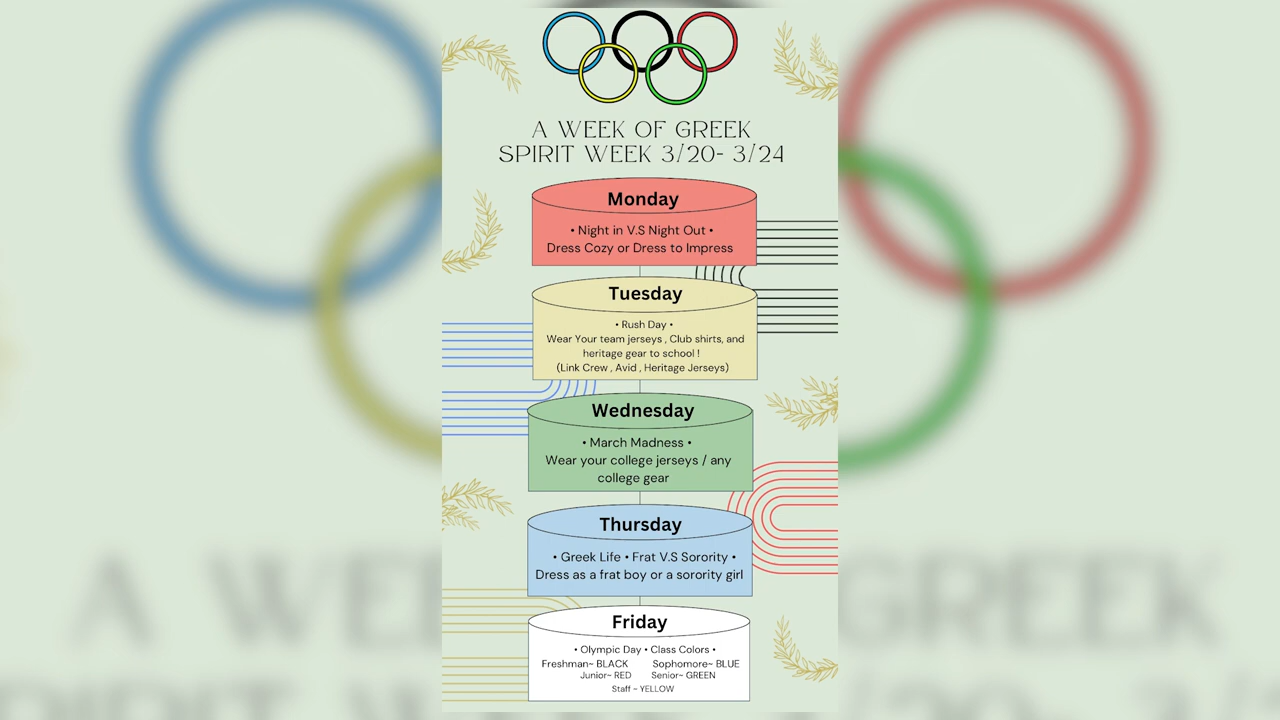 A WEEK OF GREEK
SPIRIT WEEK 3/20- 3/24
Monday
• Night in V.S Night Out •
Dress Cozy or Dress to Impress
Tuesday
• Rush Day •
Wear Your team jerseys , Club shirts, and
heritage gear to school !
(Link Crew , Avid , Heritage Jerseys)
Wednesday
• March Madness •
Wear your college jerseys / any
college gear
Thursday
• Greek Life • Frat V.S Sorority •
Dress as a frat boy or a sorority girl
Friday
• Olympic Day • Class Colors •
Freshman~ BLACK Sophomore~ BLUE
Junior~ RED Senior~ GREEN
Staff ~ YELLOW